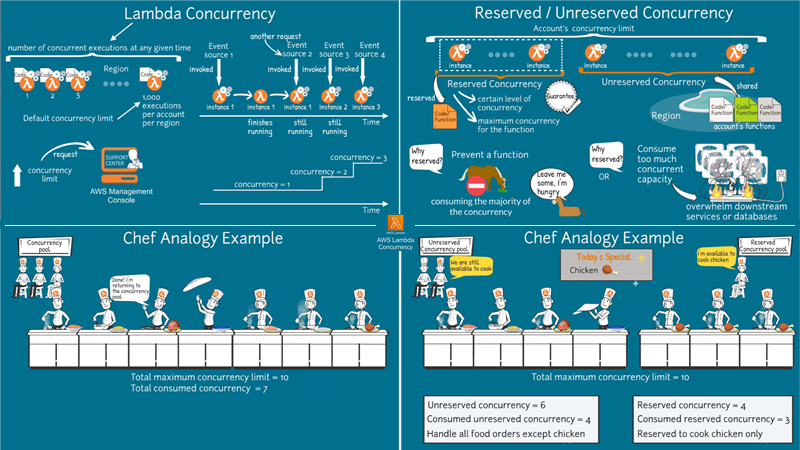 Lambda Concurrency
number of concurrent executions at any given time
Region
Code
Code
Code
Code
1
2
3
1,000
executions
per account
per region
Default concurrency limit
another request
Event
source 1
Event
source 2
Event
source 3
Event
source 4
invoked
invoked
invoked
invoked
instance 1
instance 1
instance 1
instance 2
instance 3
finishes
running
still
running
still
running
Time
request
concurrency
limit
SUPPORT
CENTER
AWS Management
Console
concurrency = 1
concurrency = 2
concurrency = 3
Time
Reserved / Unreserved Concurrency
Account's concurrency limit
instance
instance
instance
instance
Reserved Concurrency
Unreserved Concurrency
reserved
Code/
Function
certain level of
concurrency
maximum concurrency
for the function
Guarantee
shared
Region
Code/
Function
Code/
Function
Code/
Function
account's functions
Why
reserved?
Prevent a function
consuming the majority of
the concurrency
Leave me
some, I'm
hungry
Why
reserved?
OR
Consume
too much
concurrent
capacity
overwhelm downstream
services or databases
AWS Lambda
AWS Lambda
Concurrency
Chef Analogy Example
Concurrency
pool
Done! I'm
returning to
the concurrency
pool
Total maximum concurrency limit = 10
Total consumed concurrency = 7
Chef Analogy Example
Unreserved
Concurrency pool
We are still
available to cook
Today's Special
Chicken
I'm available to
cook chicken
Reserved
Concurrency pool
Total maximum concurrency limit = 10
Unreserved concurrency = 6
Consumed unreserved concurrency = 4
Handle all food orders except chicken
Reserved concurrency = 4
Consumed reserved concurrency = 3
Reserved to cook chicken only